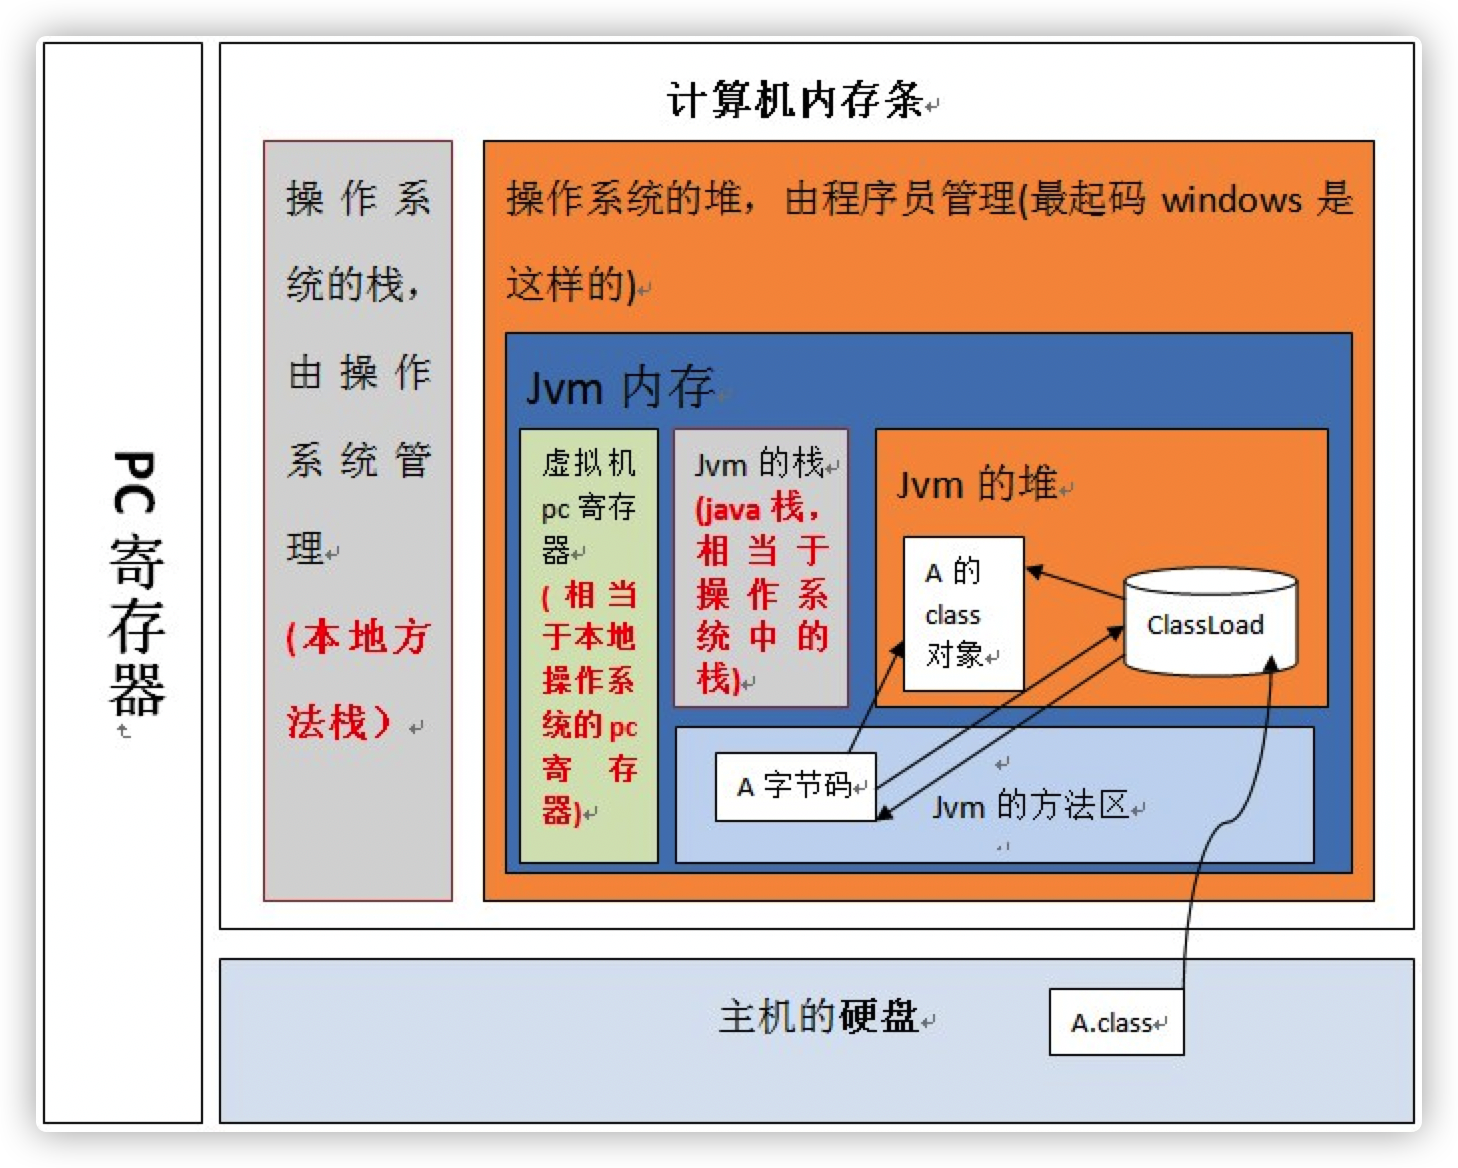 PC 寄存器
计算机内存条
操作系
统的栈，
由操作
系统管
理
(本地方
法栈）
操作系统的堆，由程序员管理(最起码 windows 是
这样的)
Jvm 内存
虚拟机
pc 寄存
器
(相当
于本地
操作系
统的 pc
寄存
器)
Jvm 的栈
(java 栈，
相当于
操作系
统中的
栈)
Jvm 的堆
A 的
class
对象
ClassLoad
A 字节码
Jvm 的方法区
主机的硬盘
A.class